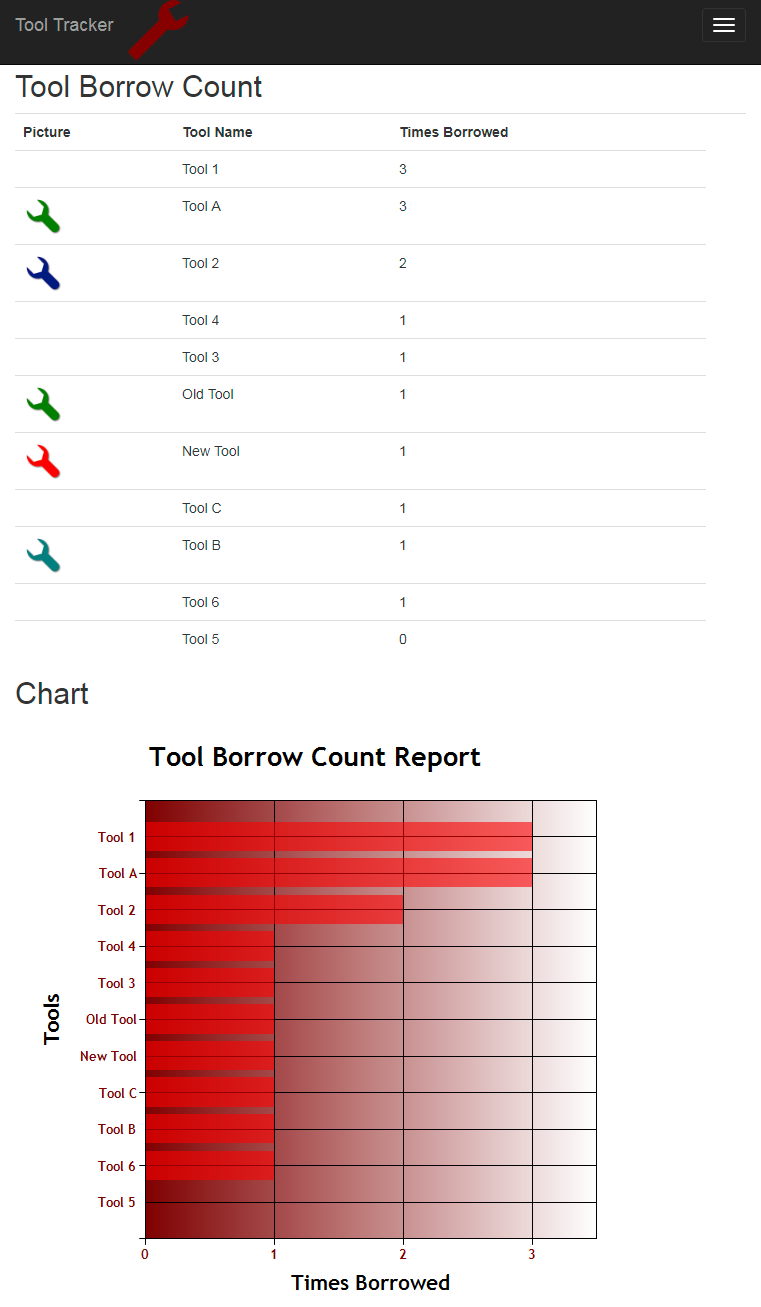 Tool Tracker
Tool Borrow Count
Picture Tool Name Times Borrowed
Tool 1 3
Tool A 3
Tool 2 2
Tool 4 1
Tool 3 1
Old Tool 1
New Tool 1
Tool C 1
Tool B 1
Tool 6 1
Tool 5 0
Chart
Tool Borrow Count Report
Tools
Tool 1
Tool A
Tool 2
Tool 4
Tool 3
Old Tool
New Tool
Tool C
Tool B
Tool 6
Tool 5
0 1 2 3
Times Borrowed